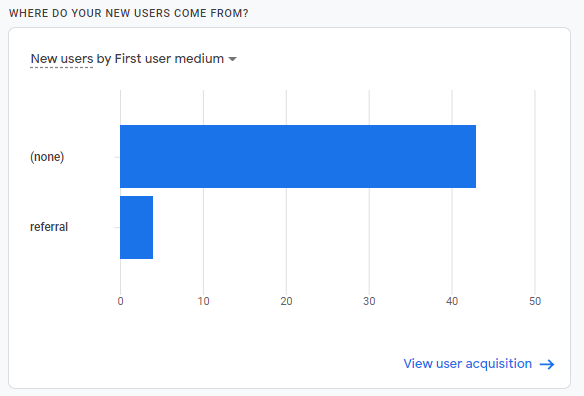 WHERE DO YOUR NEW USERS COME FROM?
New users by First user medium
(none)
referral
0 10 20 30 40 50
View user acquisition